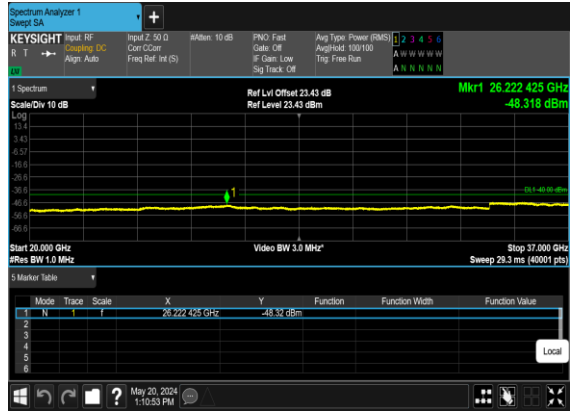 Spectrum Analyzer 1
Swept SA
KEYSIGHT Input: RF Input Z: 50 Ω #Atten: 10 dB PNO: Fast Avg Type: Power (RMS) 1 2 3 4 5 6
R T Coupling: DC Corr CCorr Gate: Off Avg|Hold: 100/100 A W W W W W
Align: Auto Freq Ref: Int (S) IF Gain: Low Trig: Free Run
Sig Track: Off A N N N N N
1 Spectrum Ref Lvl Offset 23.43 dB Mkr1 26.222 425 GHz
Scale/Div 10 dB Ref Level 23.43 dBm -48.318 dBm
Log
13.4
3.43
-6.57
-16.6
-26.6
-36.6 1 DL1 -40.00 dBm
-46.6
-56.6
-66.6
Start 20.000 GHz Video BW 3.0 MHz* Stop 37.000 GHz
#Res BW 1.0 MHz Sweep 29.3 ms (40001 pts)
5 Marker Table
Mode Trace Scale X Y Function Function Width Function Value
1 N 1 f 26.222 425 GHz -48.32 dBm
2
3
4
5
6
Local
May 20, 2024
1:10:53 PM